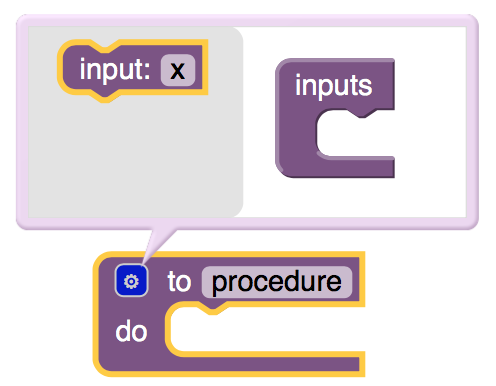 input: x
inputs
to procedure
do